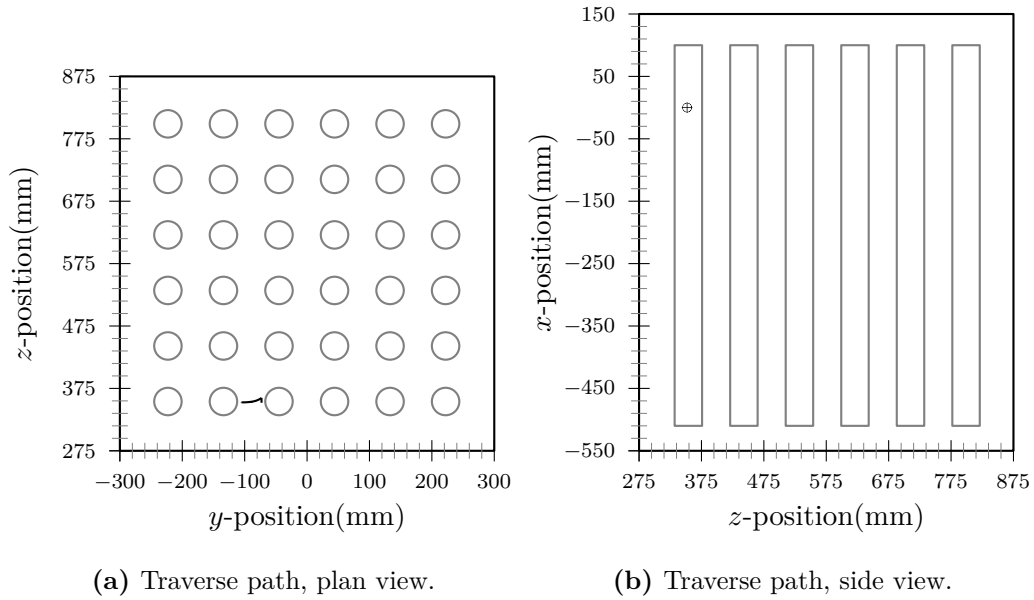 875
775
675
575
475
375
275
−300 −200 −100 0 100 200 300
z-position(mm)
y-position(mm)
(a) Traverse path, plan view.
150
50
−50
−150
−250
−350
−450
−550
275 375 475 575 675 775 875
x-position(mm)
z-position(mm)
(b) Traverse path, side view.